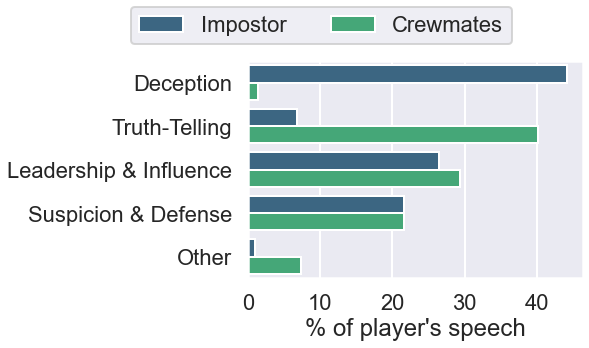 Impostor Crewmates
Deception
Truth-Telling
Leadership & Influence
Suspicion & Defense
Other
0 10 20 30 40
% of player's speech